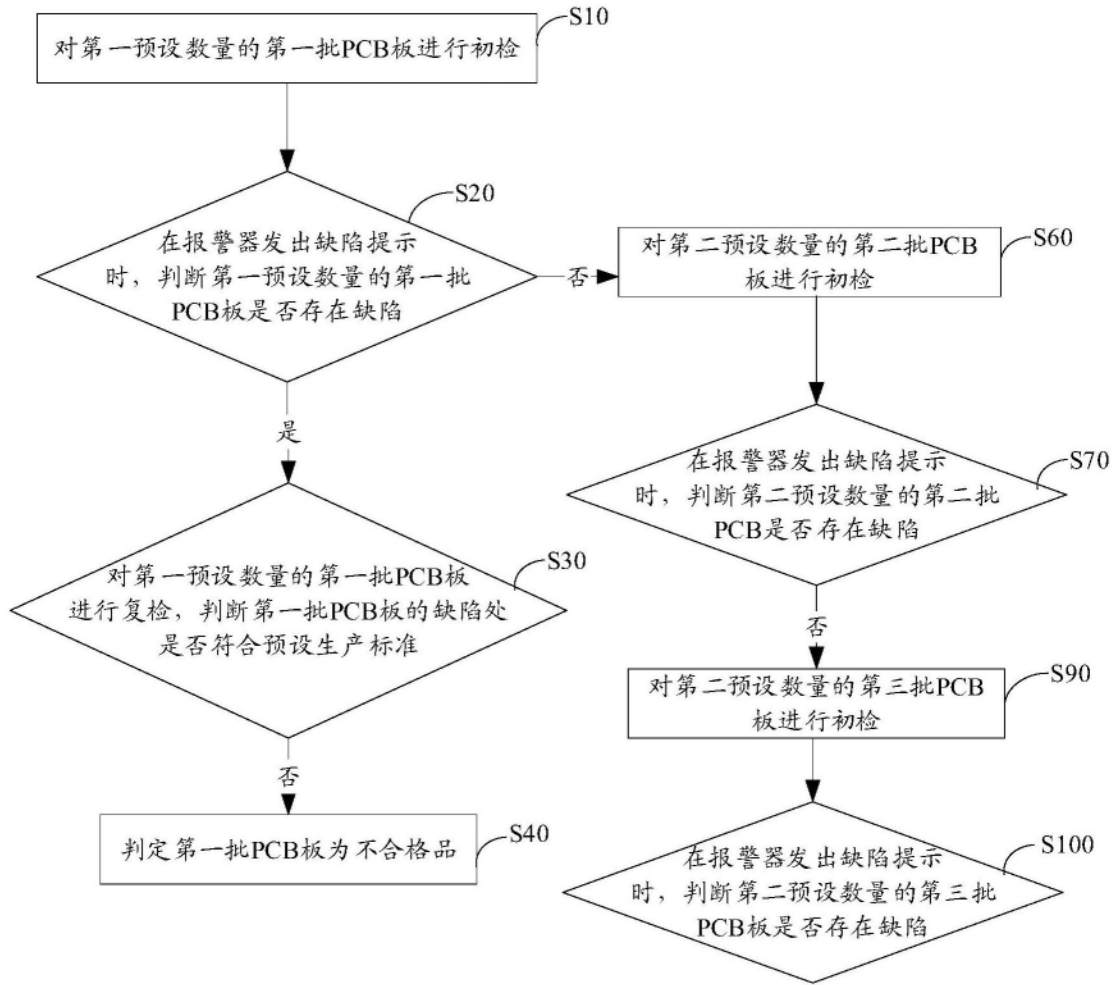 S10
对第一预设数量的第一批PCB板进行初检
S20
在报警器发出缺陷提示
时，判断第一预设数量的第一批
PCB板是否存在缺陷
否
是
S30
对第一预设数量的第一批PCB板
进行复检，判断第一批PCB板的缺陷处
是否符合预设生产标准
否
S40
判定第一批PCB板为不合格品
S60
对第二预设数量的第二批PCB
板进行初检
S70
在报警器发出缺陷提示
时，判断第二预设数量的第二批
PCB是否存在缺陷
否
S90
对第二预设数量的第三批PCB
板进行初检
S100
在报警器发出缺陷提示
时，判断第二预设数量的第三批
PCB板是否存在缺陷